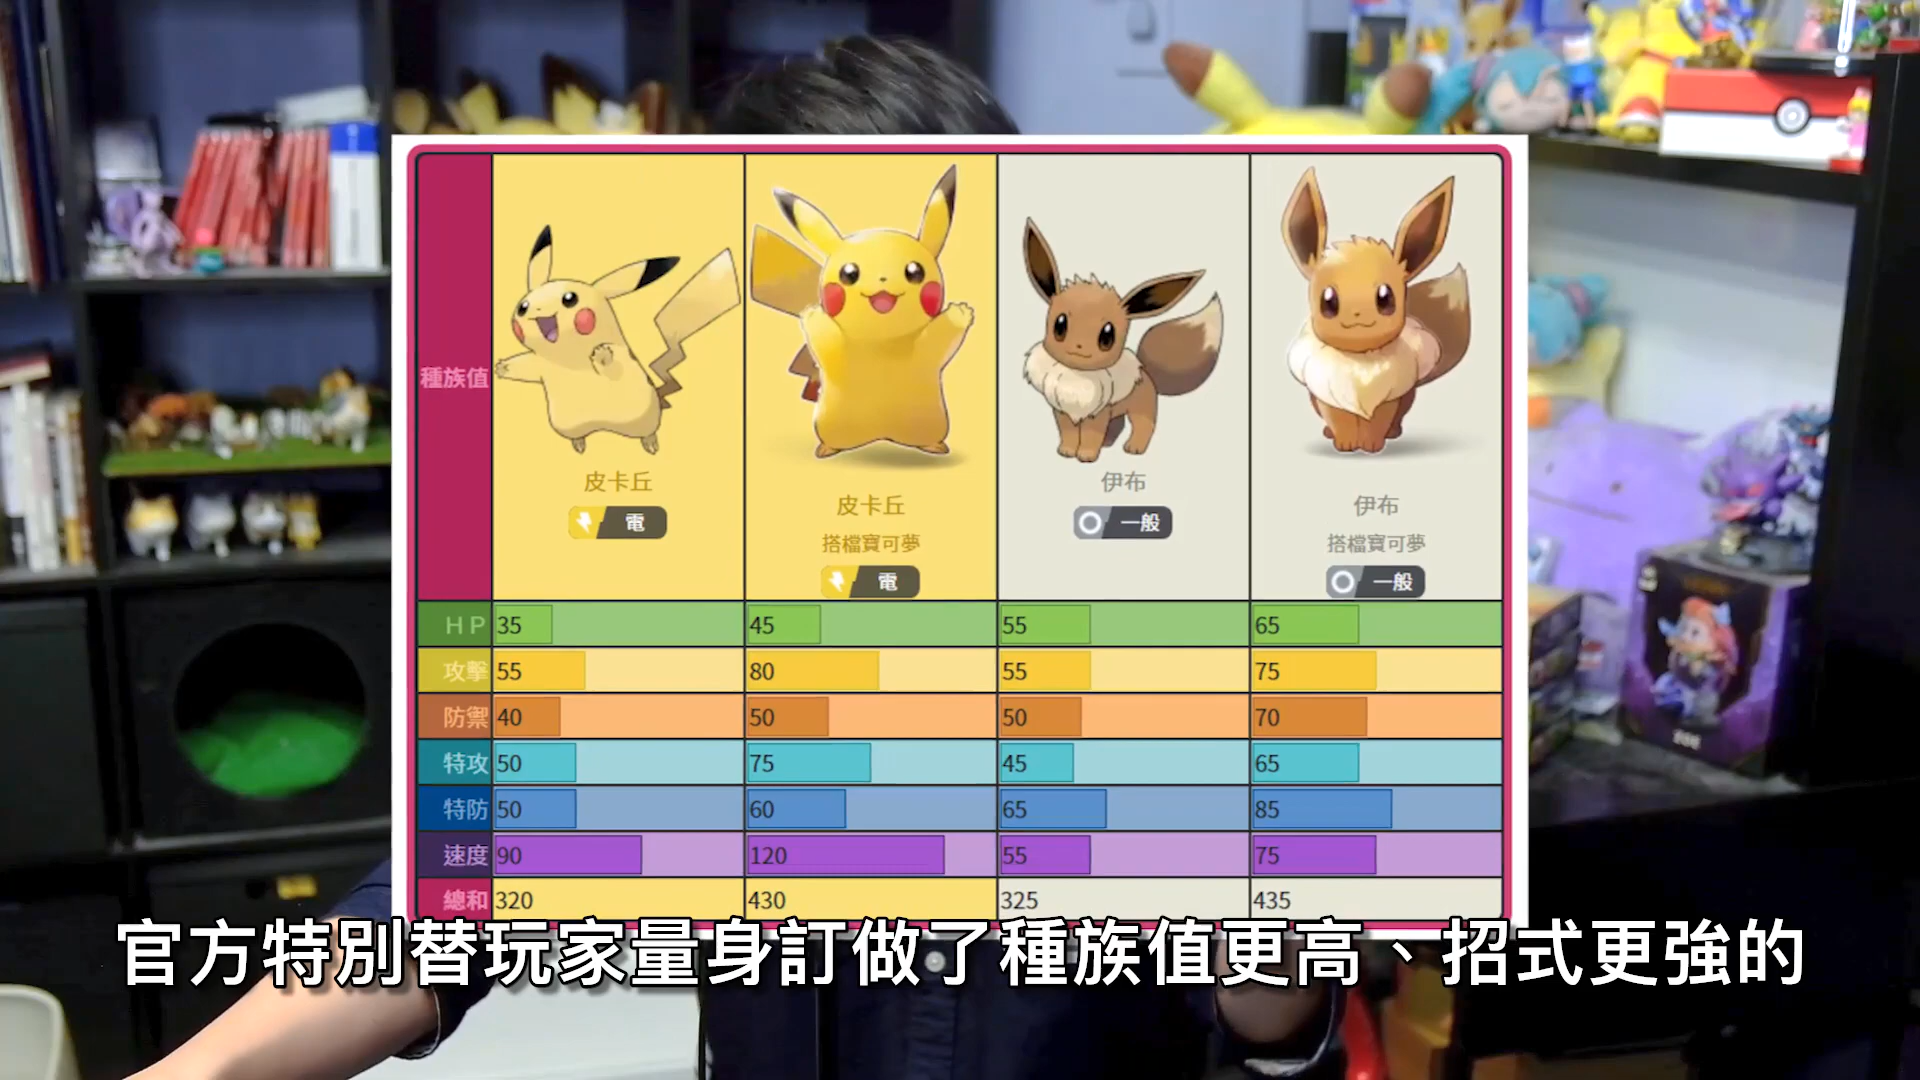 種族值
皮卡丘
電
皮卡丘
搭檔寶可夢
電
伊布
一般
伊布
搭檔寶可夢
一般
HP 35 45 55 65
攻擊 55 80 55 75
防禦 40 50 50 70
特攻 50 75 45 65
特防 50 60 65 85
速度 90 120 55 75
總和 320 430 325 435
官方特別替玩家量身訂做了種族值更高、招式更強的